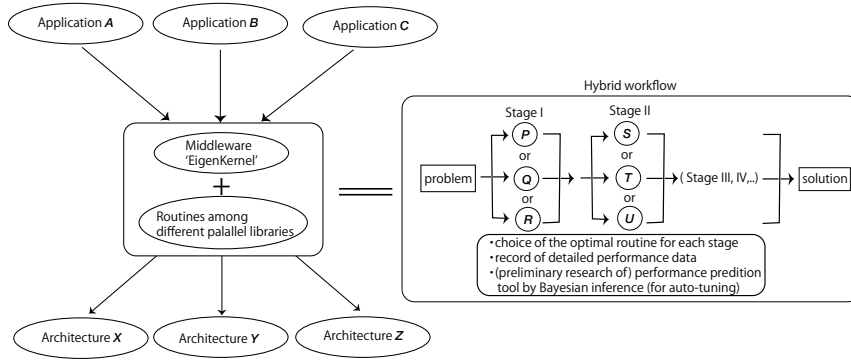 Application A
Application B
Application C
Middleware
'EigenKernel'
+
Routines among
different palallel libraries
Architecture X
Architecture Y
Architecture Z
Hybrid workflow
Stage I
Stage II
problem
P
or
Q
or
R
S
or
T
or
U
( Stage III, IV,..)
solution
・choice of the optimal routine for each stage
・record of detailed performance data
・(preliminary research of) performance predition
tool by Bayesian inference (for auto-tuning)